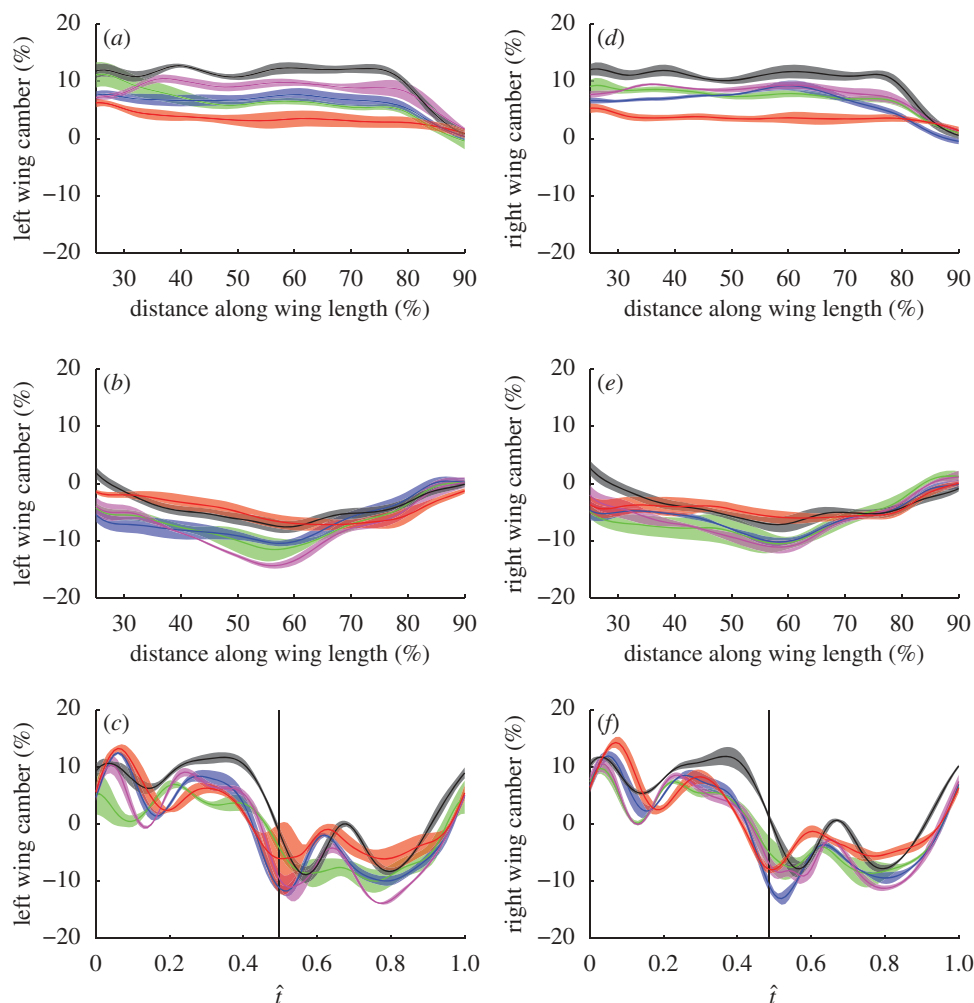 (a)
left wing camber (%)
20
10
0
−10
−20
30 40 50 60 70 80 90
distance along wing length (%)
(d)
right wing camber (%)
20
10
0
−10
−20
30 40 50 60 70 80 90
distance along wing length (%)
(b)
left wing camber (%)
20
10
0
−10
−20
30 40 50 60 70 80 90
distance along wing length (%)
(e)
right wing camber (%)
20
10
0
−10
−20
30 40 50 60 70 80 90
distance along wing length (%)
(c)
left wing camber (%)
20
10
0
−10
−20
0 0.2 0.4 0.6 0.8 1.0
t̂
(f)
right wing camber (%)
20
10
0
−10
−20
0 0.2 0.4 0.6 0.8 1.0
t̂